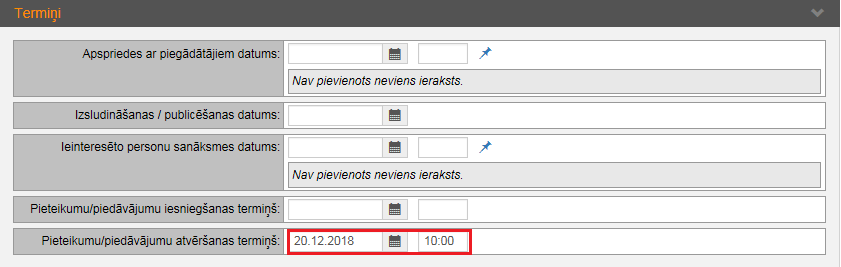 Termiņi
Apspriedes ar piegādātājiem datums:
Nav pievienots neviens ieraksts.
Izsludināšanas / publicēšanas datums:
Ieinteresēto personu sanāksmes datums:
Nav pievienots neviens ieraksts.
Pieteikumu/piedāvājumu iesniegšanas termiņš:
Pieteikumu/piedāvājumu atvēršanas termiņš: 20.12.2018 10:00